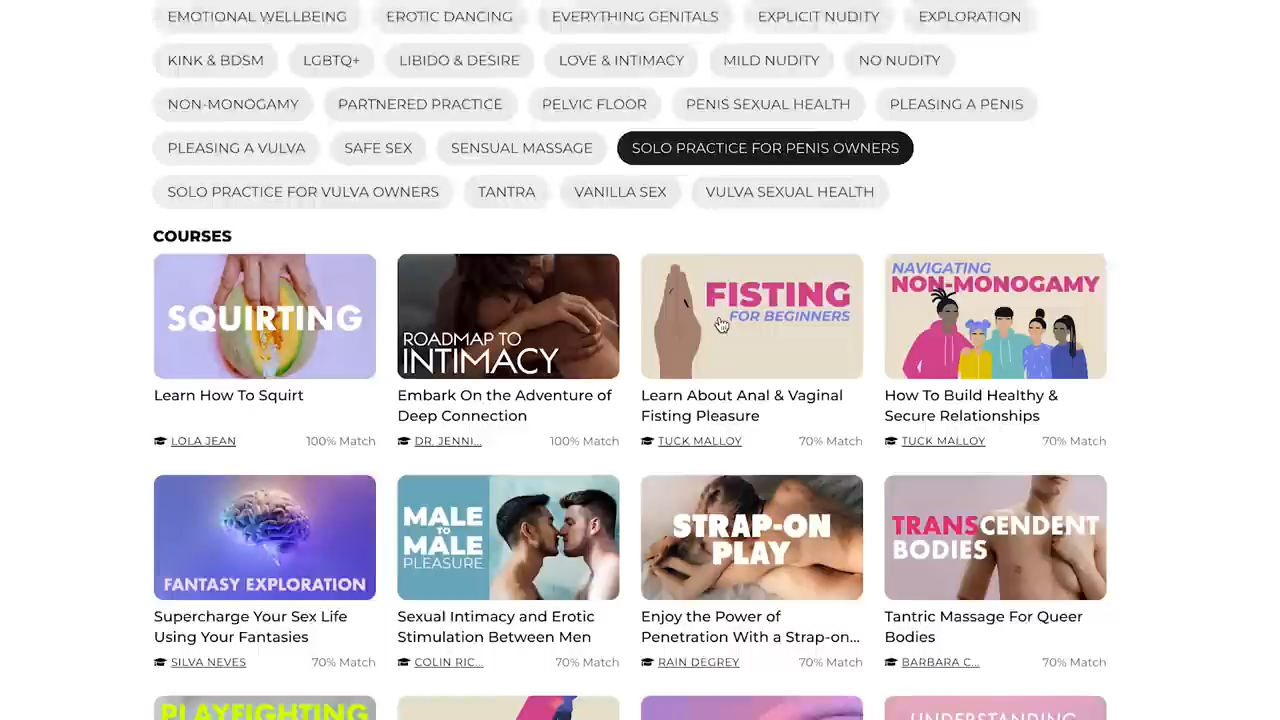 EMOTIONAL WELLBEING EROTIC DANCING EVERYTHING GENITALS EXPLICIT NUDITY EXPLORATION
KINK & BDSM LGBTQ+ LIBIDO & DESIRE LOVE & INTIMACY MILD NUDITY NO NUDITY
NON-MONOGAMY PARTNERED PRACTICE PELVIC FLOOR PENIS SEXUAL HEALTH PLEASING A PENIS
PLEASING A VULVA SAFE SEX SENSUAL MASSAGE SOLO PRACTICE FOR PENIS OWNERS
SOLO PRACTICE FOR VULVA OWNERS TANTRA VANILLA SEX VULVA SEXUAL HEALTH
COURSES
SQUIRTING
Learn How To Squirt
LOLA JEAN 100% Match
ROADMAP TO
INTIMACY
Embark On the Adventure of
Deep Connection
DR. JENNI... 100% Match
FISTING
FOR BEGINNERS
Learn About Anal & Vaginal
Fisting Pleasure
TUCK MALLOY 70% Match
NAVIGATING
NON-MONOGAMY
How To Build Healthy &
Secure Relationships
TUCK MALLOY 70% Match
FANTASY EXPLORATION
Supercharge Your Sex Life
Using Your Fantasies
SILVA NEVES 70% Match
MALE
TO
MALE
PLEASURE
Sexual Intimacy and Erotic
Stimulation Between Men
COLIN RIC... 70% Match
STRAP-ON
PLAY
Enjoy the Power of
Penetration With a Strap-on...
RAIN DEGREY 70% Match
TRANSCENDENT
BODIES
Tantric Massage For Queer
Bodies
BARBARA C... 70% Match
PLAYFIGHTING
UNDERSTANDING